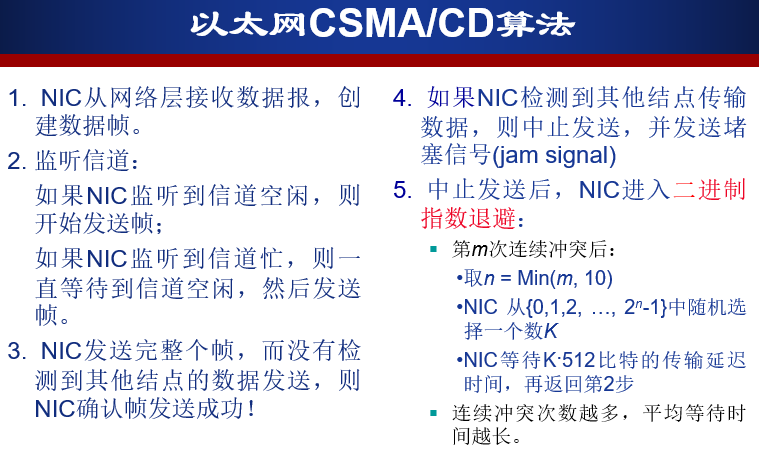 以太网CSMA/CD算法
1. NIC从网络层接收数据报，创
建数据帧。
2. 监听信道：
如果NIC监听到信道空闲，则
开始发送帧；
如果NIC监听到信道忙，则一
直等待到信道空闲，然后发送
帧。
3. NIC发送完整个帧，而没有检
测到其他结点的数据发送，则
NIC确认帧发送成功！
4. 如果NIC检测到其他结点传输
数据，则中止发送，并发送堵
塞信号(jam signal)
5. 中止发送后，NIC进入二进制
指数退避：
▪ 第m次连续冲突后：
•取n = Min(m, 10)
•NIC 从{0,1,2, …, 2ⁿ-1}中随机选
择一个数K
•NIC等待K·512比特的传输延迟
时间，再返回第2步
▪ 连续冲突次数越多，平均等待时
间越长。